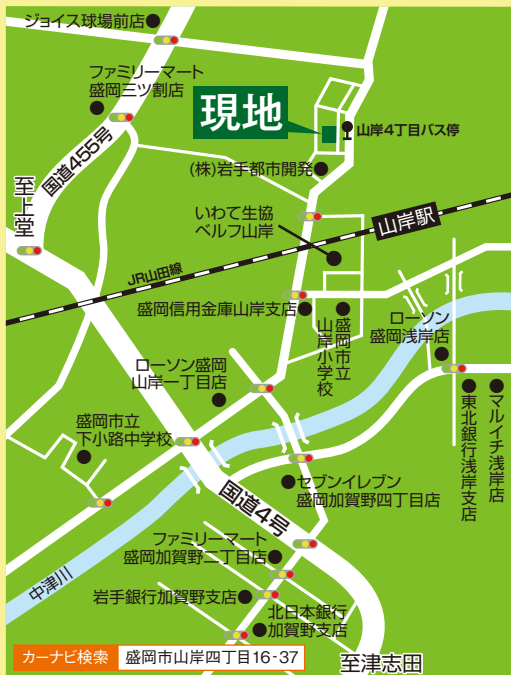 ジョイス球場前店
ファミリーマート
盛岡三ツ割店
現地
山岸4丁目バス停
国道455号
(株)岩手都市開発
至上堂
いわて生協
ベルフ山岸
山岸駅
JR山田線
盛岡信用金庫山岸支店
盛岡市立
山岸小学校
ローソン
盛岡浅岸店
ローソン盛岡
山岸一丁目店
盛岡市立
下小路中学校
マルイチ浅岸店
東北銀行浅岸支店
セブンイレブン
盛岡加賀野四丁目店
国道4号
ファミリーマート
盛岡加賀野二丁目店
中津川
岩手銀行加賀野支店
北日本銀行
加賀野支店
カーナビ検索 盛岡市山岸四丁目16-37
至津志田